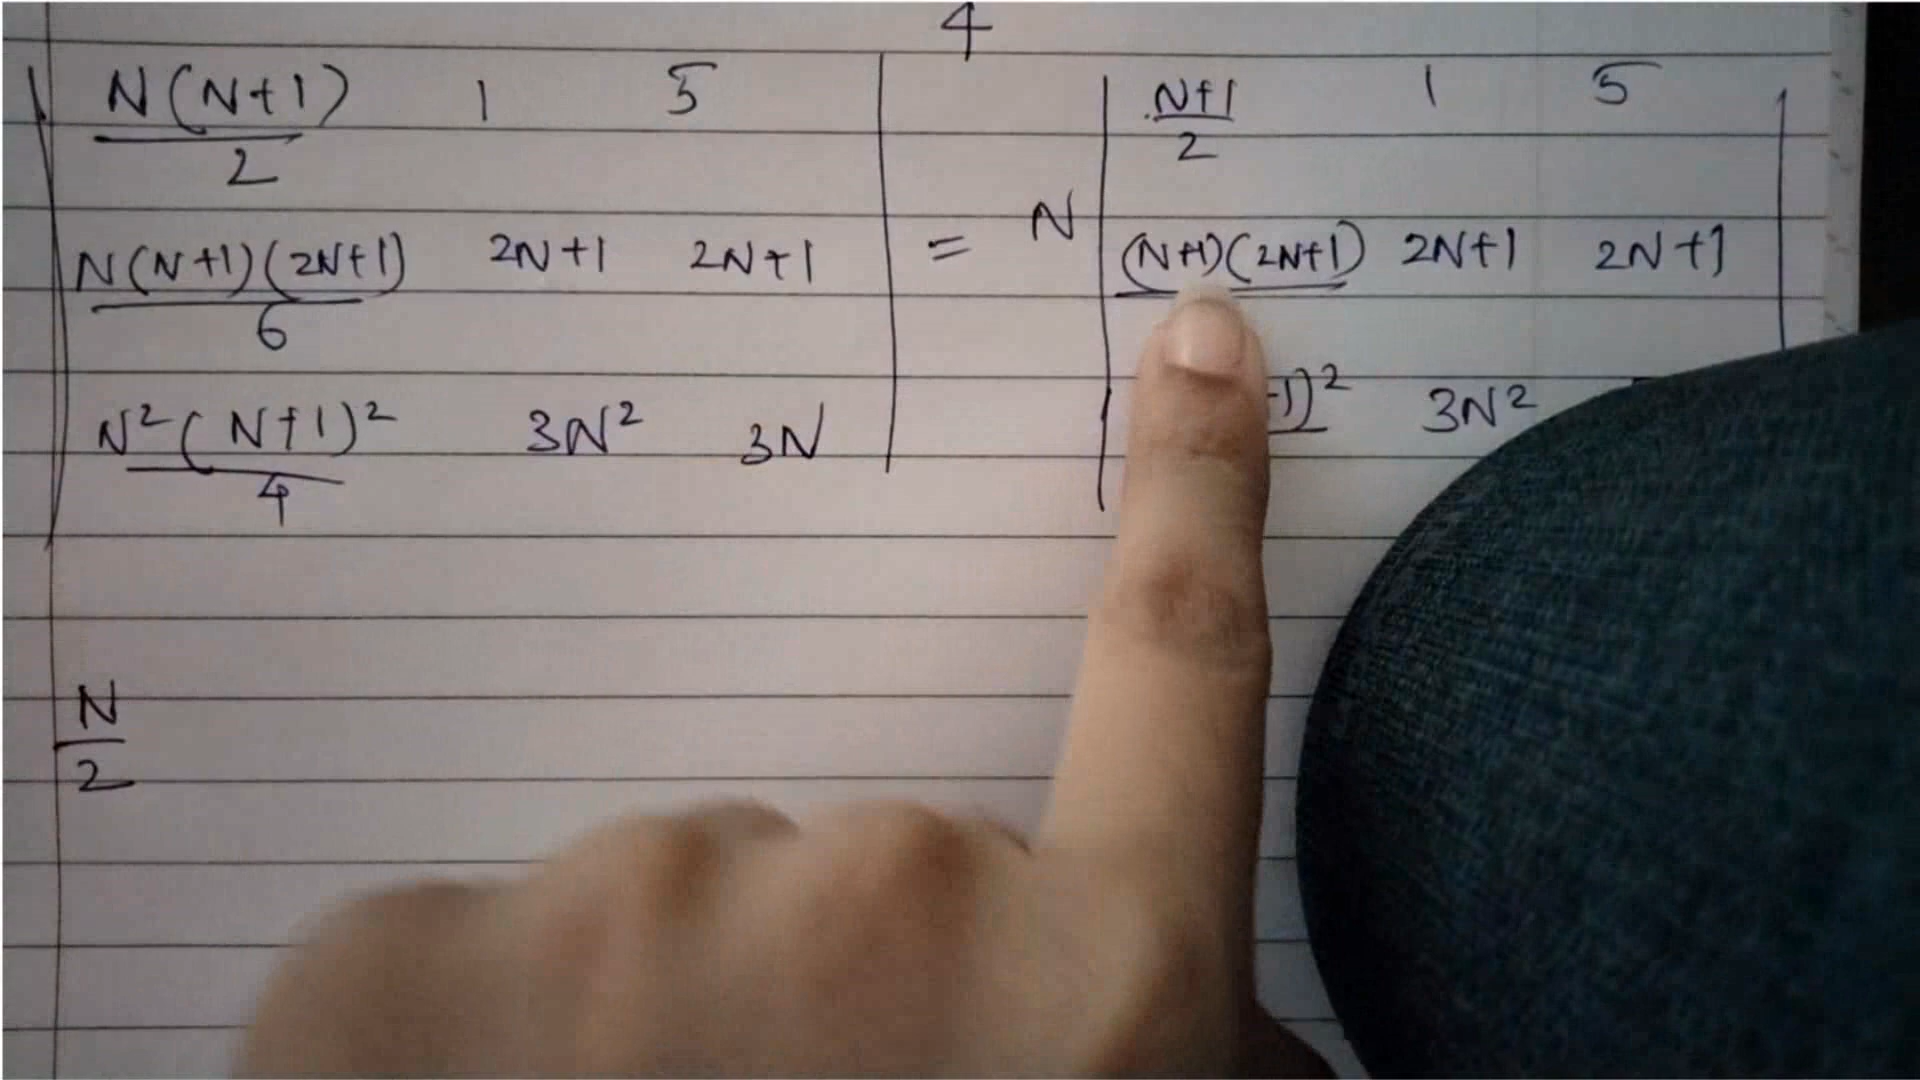 4
N(N+1) 1 5 N+1 1 5
2 2
N(N+1)(2N+1) 2N+1 2N+1 = N (N+1)(2N+1) 2N+1 2N+1
6
N²(N+1)² 3N² 3N 1)² 3N²
4
N
2